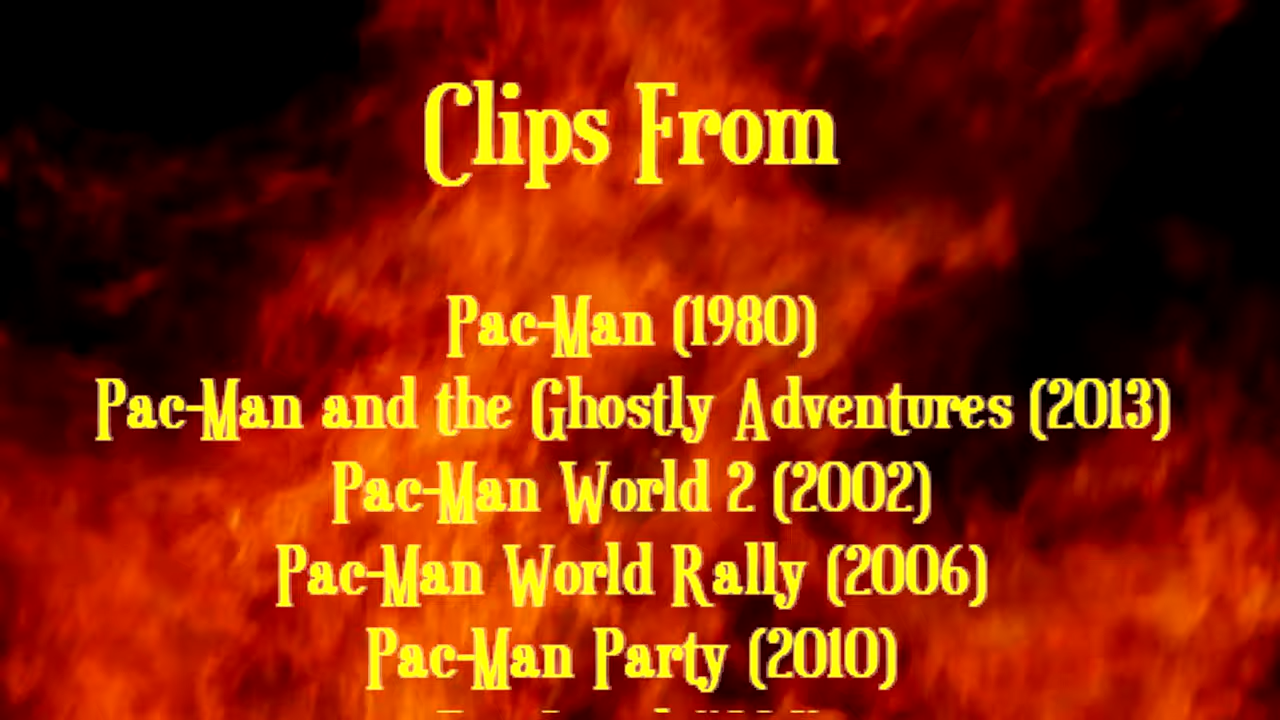 Clips From
Pac-Man (1980)
Pac-Man and the Ghostly Adventures (2013)
Pac-Man World 2 (2002)
Pac-Man World Rally (2006)
Pac-Man Party (2010)